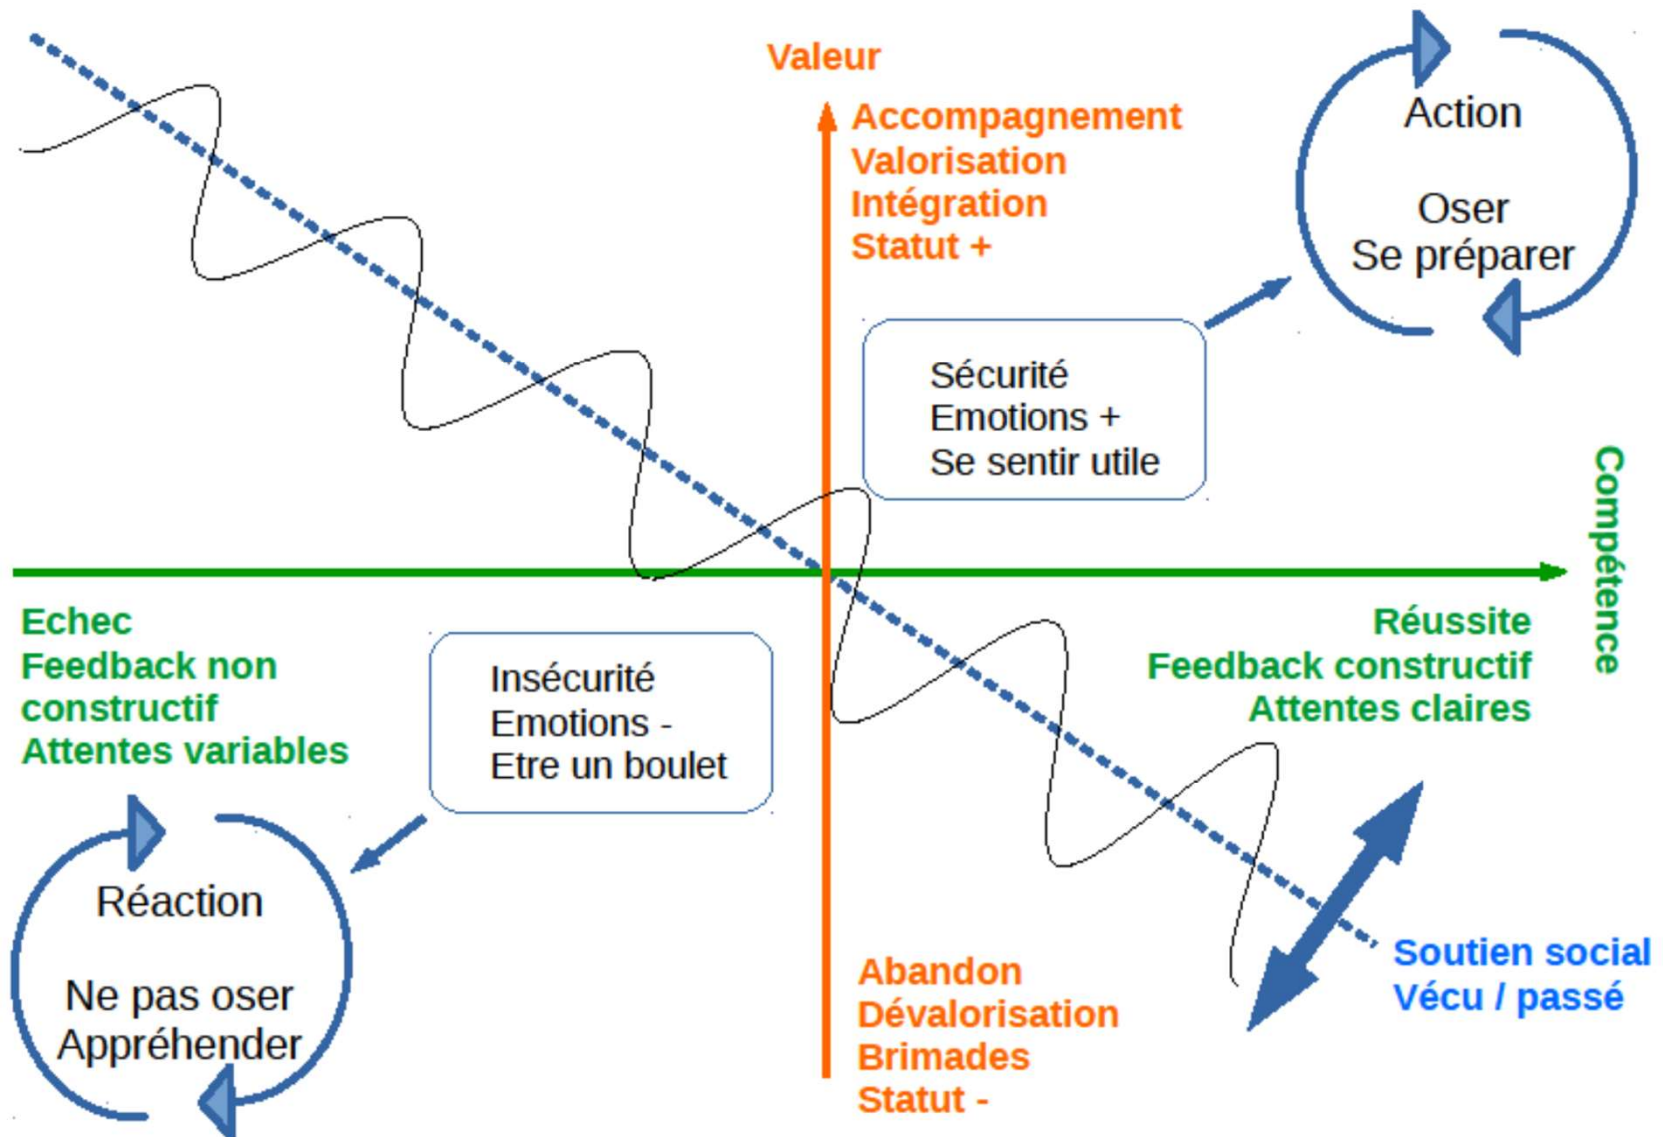 Valeur
Accompagnement
Valorisation
Intégration
Statut +
Action
Oser
Se préparer
Sécurité
Emotions +
Se sentir utile
Compétence
Echec
Feedback non
constructif
Attentes variables
Insécurité
Emotions -
Etre un boulet
Réussite
Feedback constructif
Attentes claires
Réaction
Ne pas oser
Appréhender
Abandon
Dévalorisation
Brimades
Statut -
Soutien social
Vécu / passé